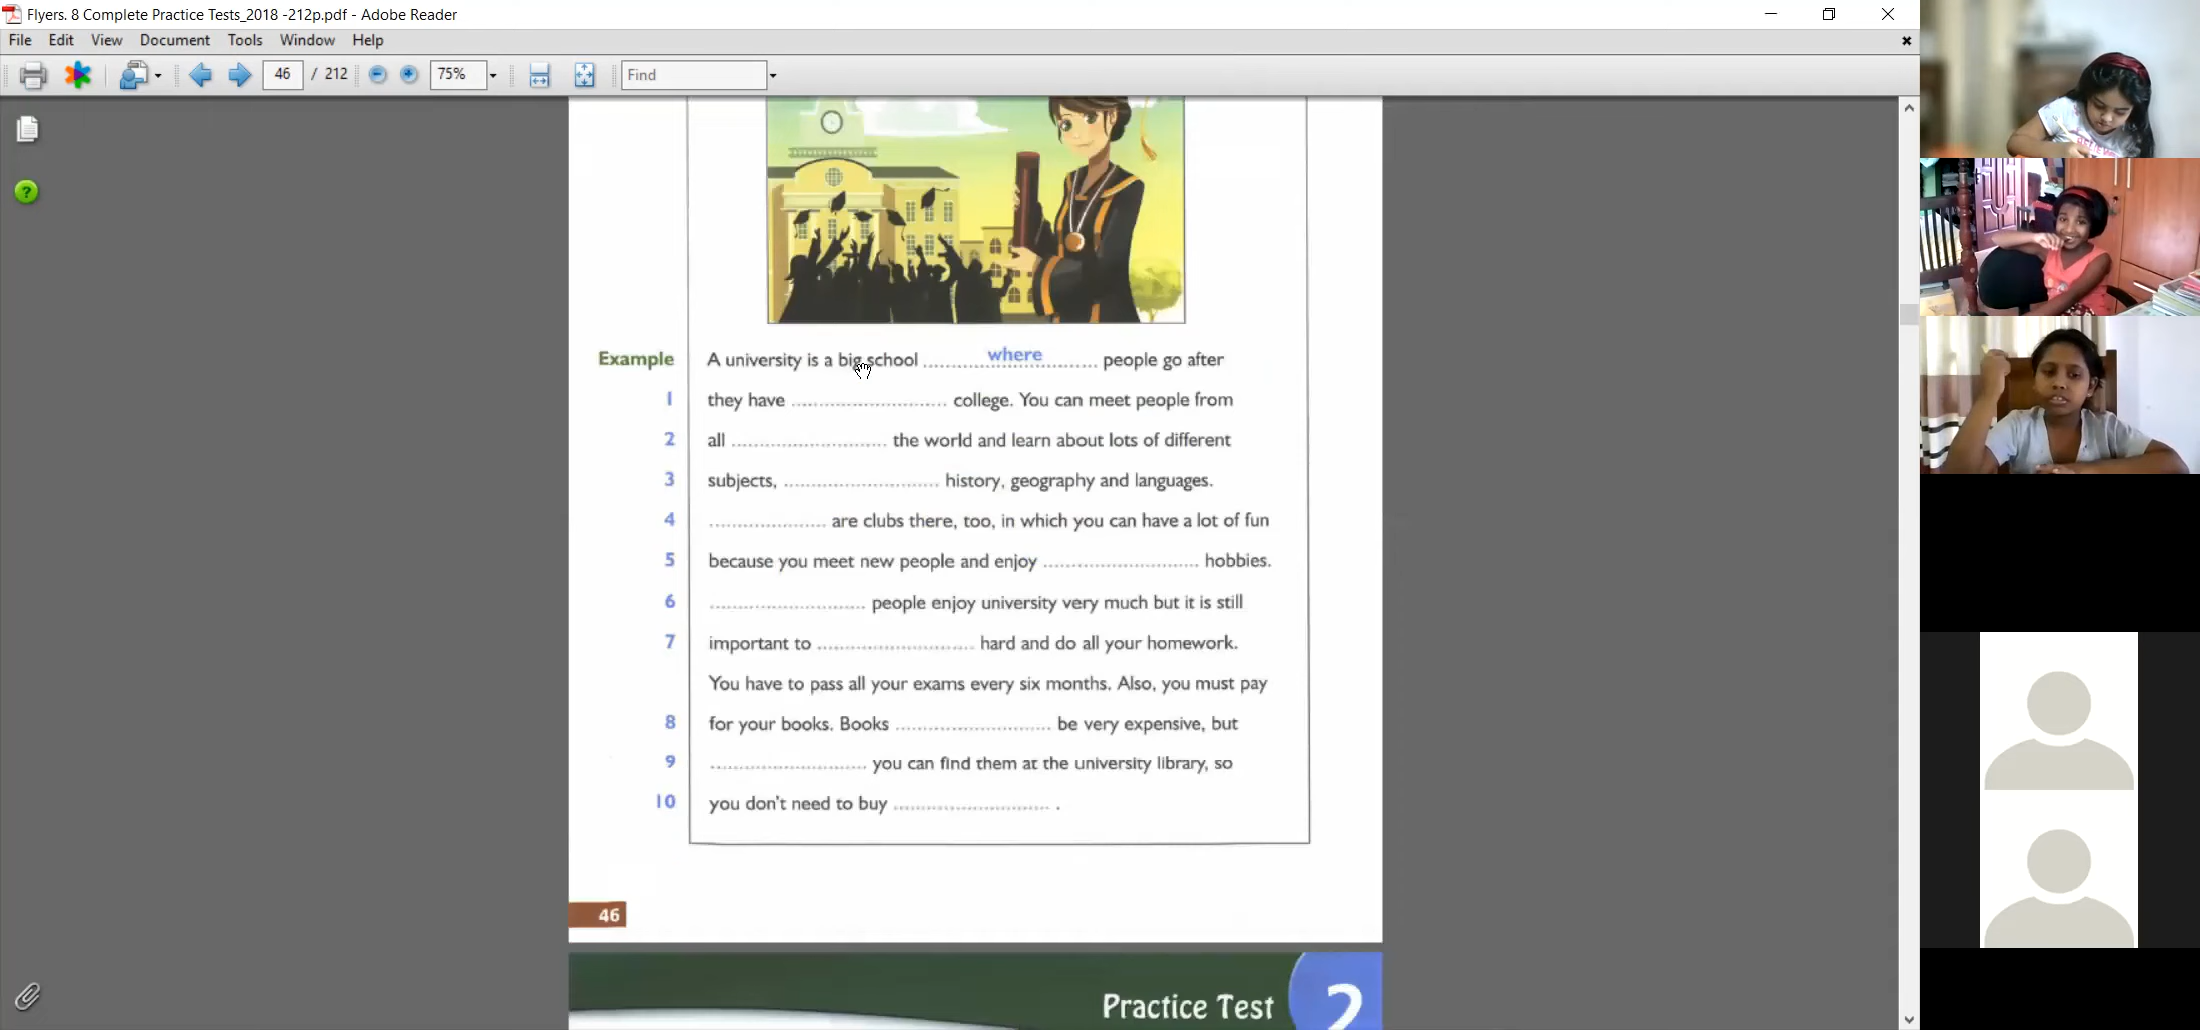 Flyers. 8 Complete Practice Tests_2018 -212p.pdf - Adobe Reader
File Edit View Document Tools Window Help
46 / 212 75% Find
Example A university is a big school .......... where .......... people go after
1 they have .......... college. You can meet people from
2 all .......... the world and learn about lots of different
3 subjects, .......... history, geography and languages.
4 .......... are clubs there, too, in which you can have a lot of fun
5 because you meet new people and enjoy .......... hobbies.
6 .......... people enjoy university very much but it is still
7 important to .......... hard and do all your homework.
You have to pass all your exams every six months. Also, you must pay
8 for your books. Books .......... be very expensive, but
9 .......... you can find them at the university library, so
10 you don't need to buy .......... .
46
Practice Test 2